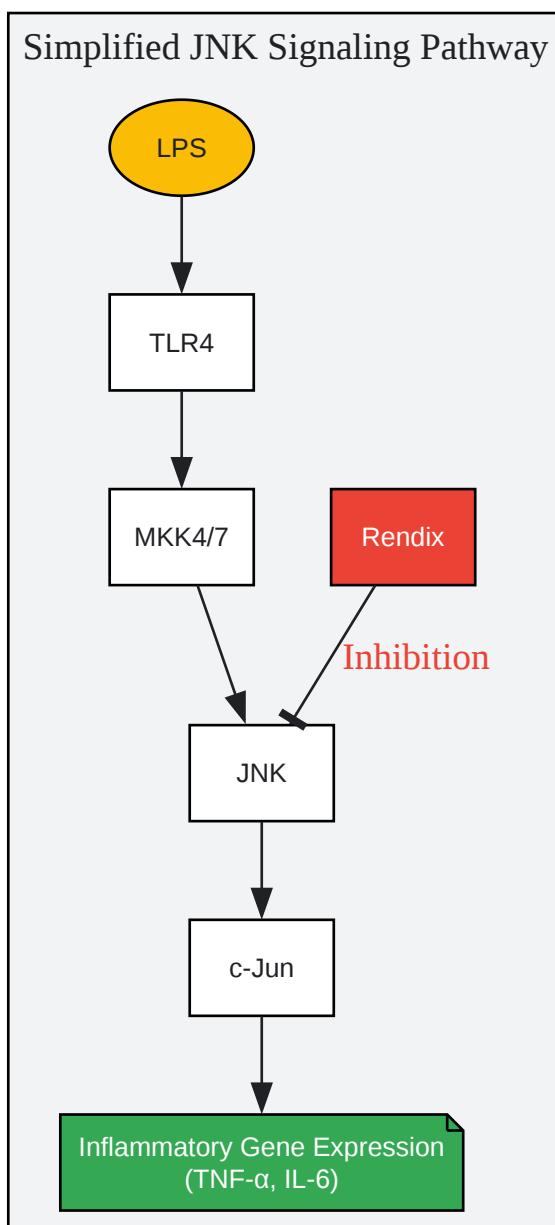 Simplified JNK Signaling Pathway
LPS
TLR4
MKK4/7
Rendix
Inhibition
JNK
c-Jun
Inflammatory Gene Expression
(TNF-α, IL-6)